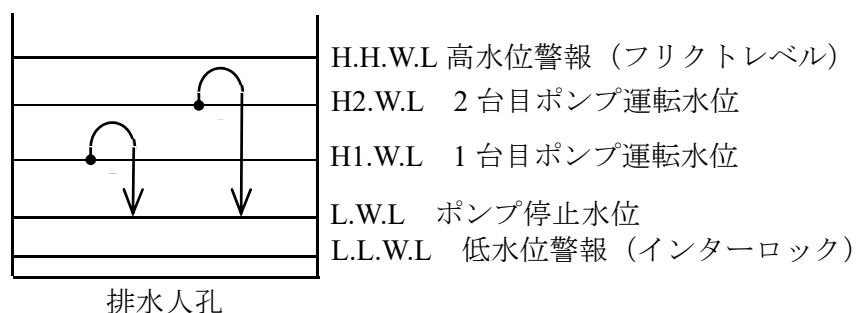 H.H.W.L 高水位警報（フリクトレベル）
H2.W.L　2 台目ポンプ運転水位
H1.W.L　1 台目ポンプ運転水位
L.W.L　ポンプ停止水位
L.L.W.L　低水位警報（インターロック）
排水人孔